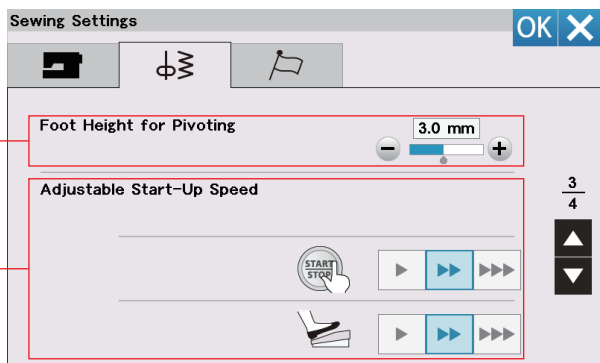 Sewing Settings
OK
Foot Height for Pivoting
3.0 mm
Adjustable Start-Up Speed
3
4
START
STOP